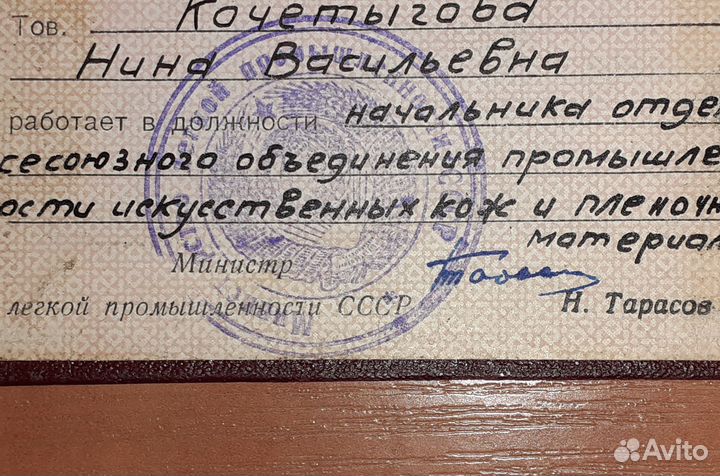 Тов. Кочетыгова
Нина Васильевна
работает в должности начальника отде
сесоюзного объединения промышле
ости искусственных кож и пленочн
материал
Министр
легкой промышленности СССР Н. Тарасов
Avito